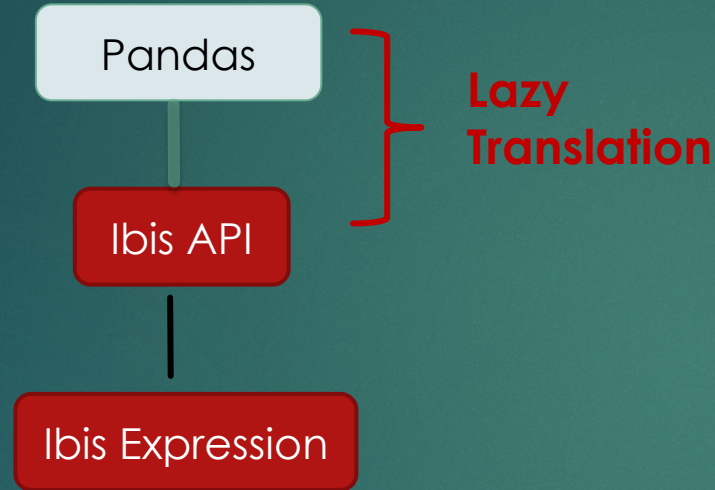 Pandas
Lazy
Translation
Ibis API
Ibis Expression